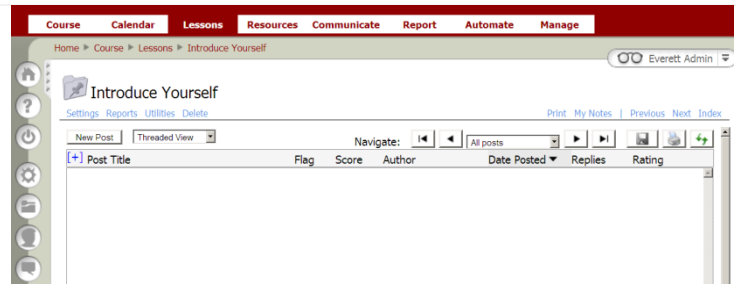 Course Calendar Lessons Resources Communicate Report Automate Manage
Home Course Lessons Introduce Yourself
Everett Admin
Introduce Yourself
Settings Reports Utilities Delete Print My Notes | Previous Next Index
New Post Threaded View Navigate: All posts
[+] Post Title Flag Score Author Date Posted Replies Rating